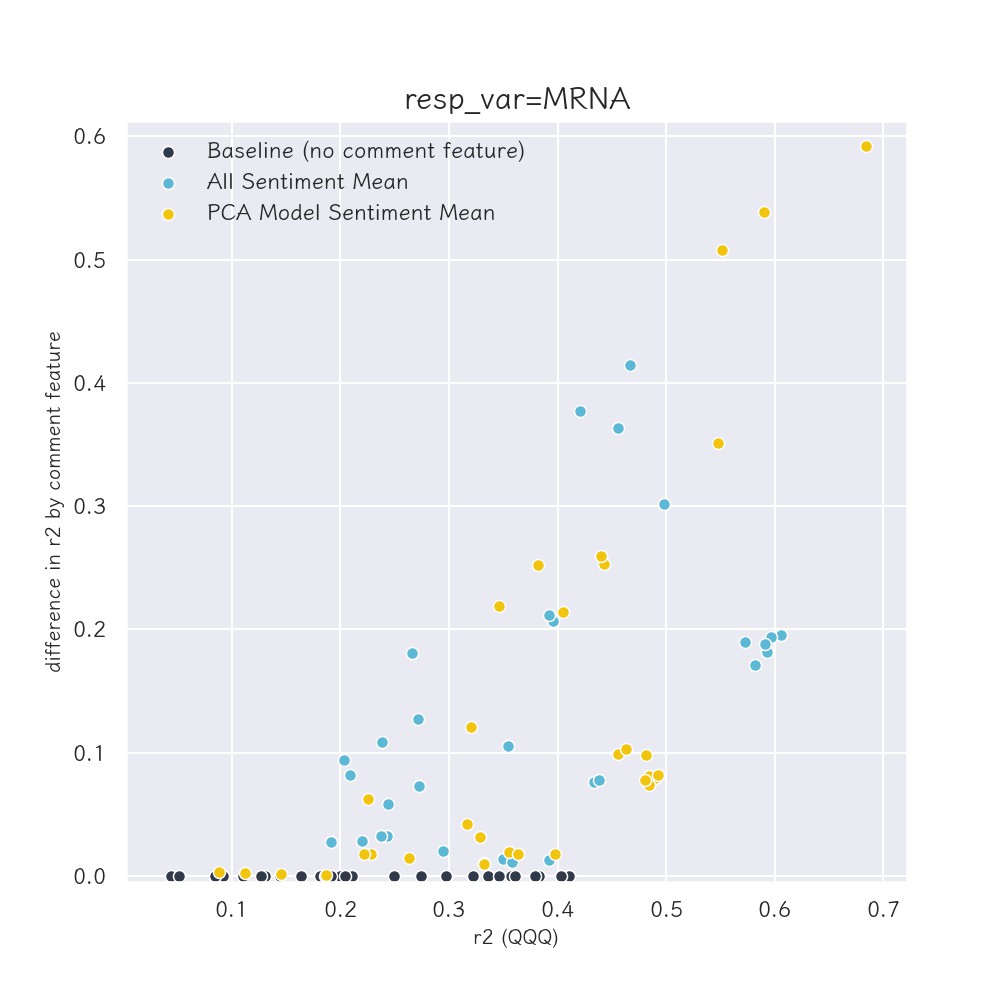 resp_var=MRNA
Baseline (no comment feature)
All Sentiment Mean
PCA Model Sentiment Mean
difference in r2 by comment feature
0.6
0.5
0.4
0.3
0.2
0.1
0.0
0.1 0.2 0.3 0.4 0.5 0.6 0.7
r2 (QQQ)